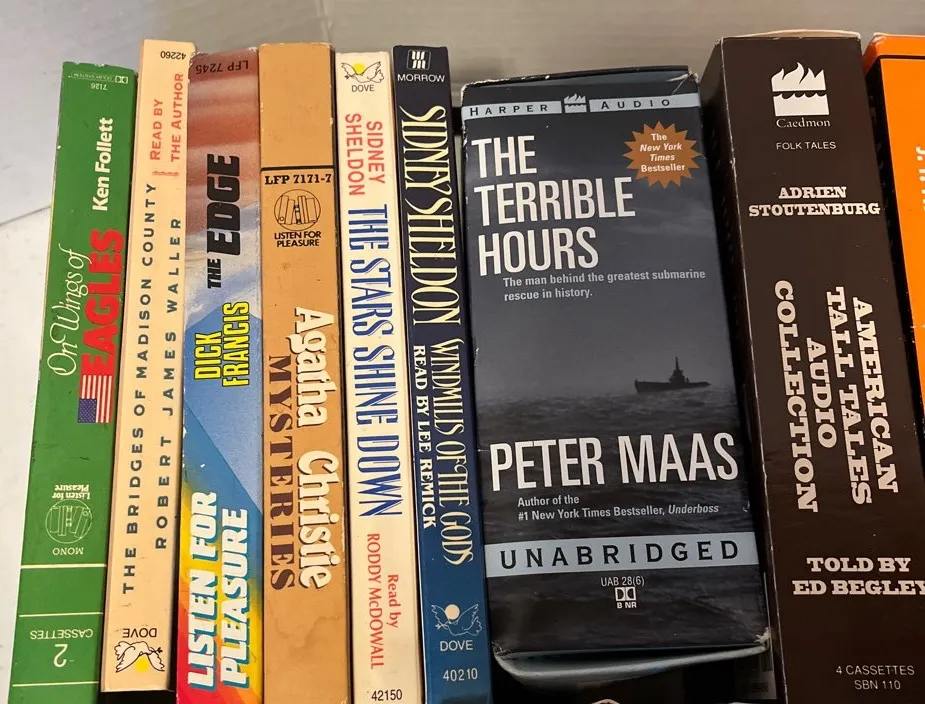 7126
DOLBY SYSTEM
Ken Follett
On Wings of
EAGLES
Listen for
Pleasure
MONO
CASSETTES
2
42260
READ BY
THE AUTHOR
THE BRIDGES OF MADISON COUNTY
ROBERT JAMES WALLER
DOVE
LFP 7245
THE EDGE
DICK
FRANCIS
LISTEN FOR
PLEASURE
LFP 7171-7
LISTEN FOR
PLEASURE
Agatha Christie
MYSTERIES
DOVE
SIDNEY
SHELDON
THE STARS SHINE DOWN
Read by
RODDY McDOWALL
42150
MORROW
SIDNEY SHELDON
WINDMILLS OF THE GODS
READ BY LEE REMICK
DOVE
40210
HARPER AUDIO
THE
TERRIBLE
HOURS
The
New York
Times
Bestseller
The man behind the greatest submarine
rescue in history.
PETER MAAS
Author of the
#1 New York Times Bestseller, Underboss
UNABRIDGED
UAB 28(6)
B NR
Caedmon
FOLK TALES
ADRIEN
STOUTENBURG
AMERICAN
TALL TALES
AUDIO
COLLECTION
TOLD BY
ED BEGLEY
4 CASSETTES
SBN 110